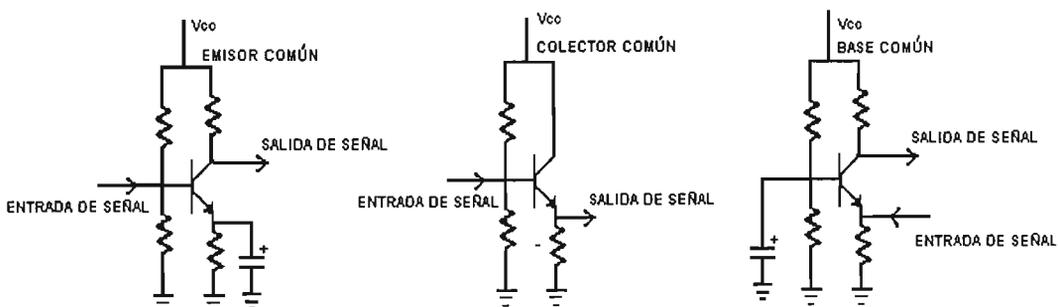 Vcc
EMISOR COMÚN
SALIDA DE SEÑAL
ENTRADA DE SEÑAL
+
Vcc
COLECTOR COMÚN
ENTRADA DE SEÑAL
SALIDA DE SEÑAL
Vcc
BASE COMÚN
SALIDA DE SEÑAL
ENTRADA DE SEÑAL
+